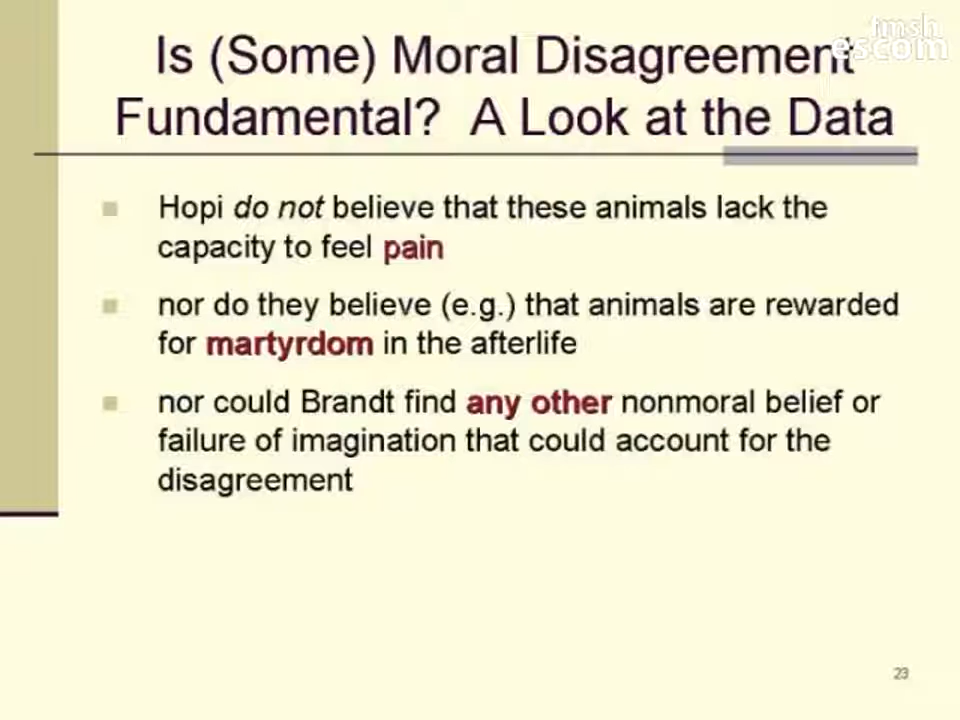 fmsh
escom
Is (Some) Moral Disagreement
Fundamental? A Look at the Data
Hopi do not believe that these animals lack the
capacity to feel pain
nor do they believe (e.g.) that animals are rewarded
for martyrdom in the afterlife
nor could Brandt find any other nonmoral belief or
failure of imagination that could account for the
disagreement
23